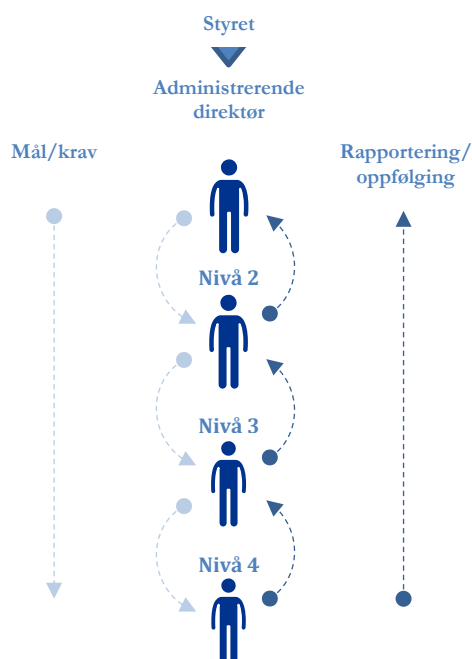 Styret
Administrerende
direktør
Mål/krav
Rapportering/
oppfølging
Nivå 2
Nivå 3
Nivå 4